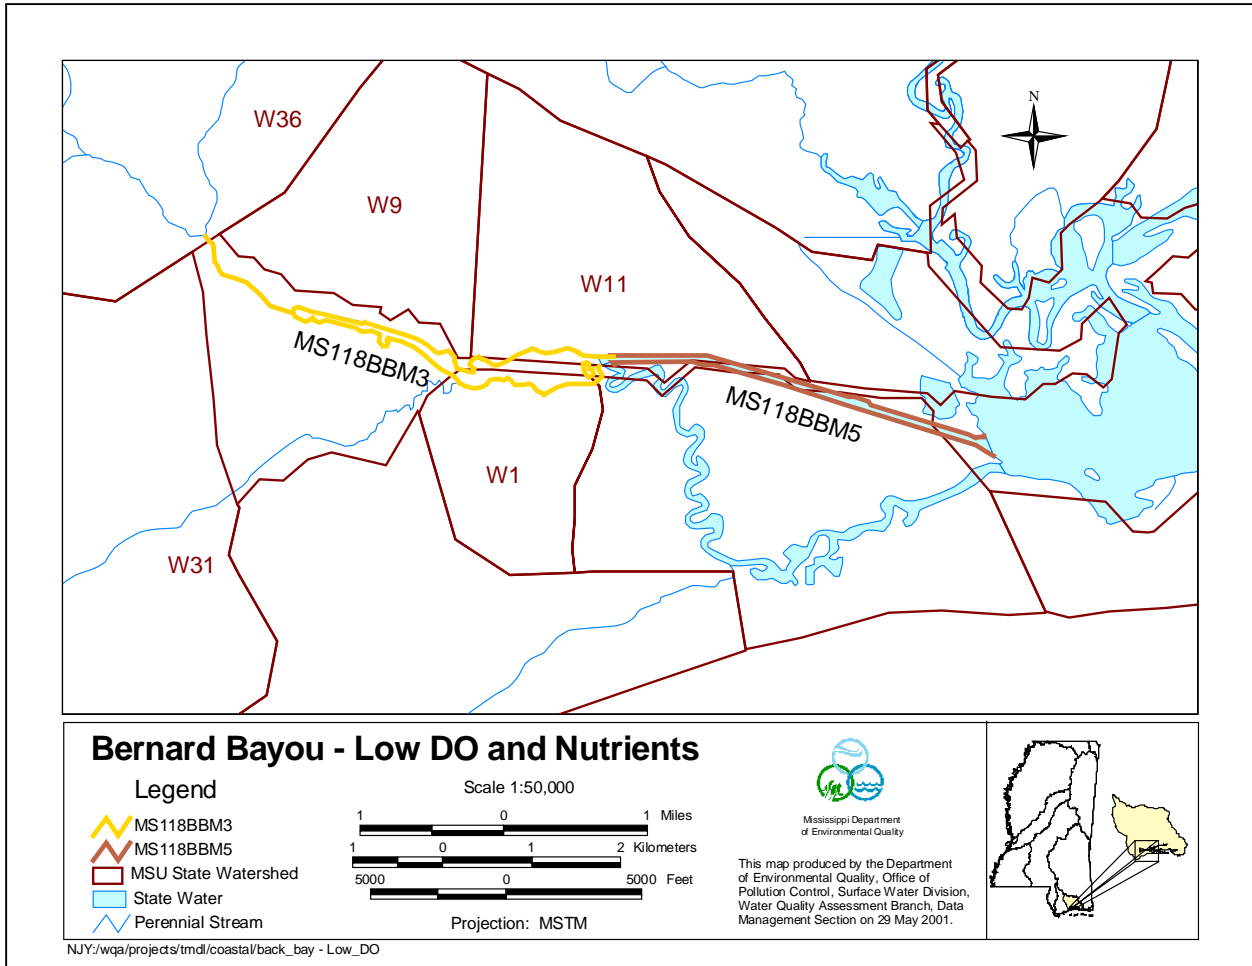 N
W36
W9
W11
MS118BBM3
MS118BBM5
W1
W31
Bernard Bayou - Low DO and Nutrients
Legend
MS118BBM3
MS118BBM5
MSU State Watershed
State Water
Perennial Stream
Scale 1:50,000
1 0 1 Miles
1 0 1 2 Kilometers
5000 0 5000 Feet
Projection: MSTM
Mississippi Department
of Environmental Quality
This map produced by the Department
of Environmental Quality, Office of
Pollution Control, Surface Water Division,
Water Quality Assessment Branch, Data
Management Section on 29 May 2001.
NJY:/wqa/projects/tmdl/coastal/back_bay - Low_DO